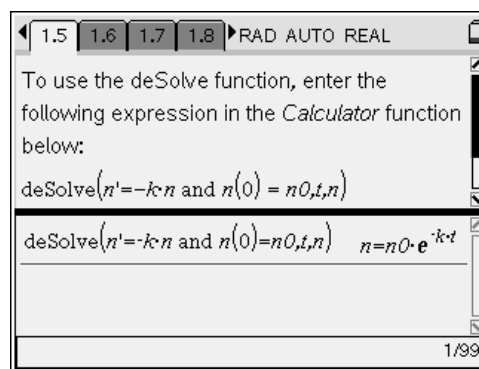 1.5 1.6 1.7 1.8 RAD AUTO REAL
To use the deSolve function, enter the
following expression in the Calculator function
below:
deSolve(n'=-k·n and n(0) = n0,t,n)
deSolve(n'=-k·n and n(0)=n0,t,n) n=n0·e^-k·t
1/99